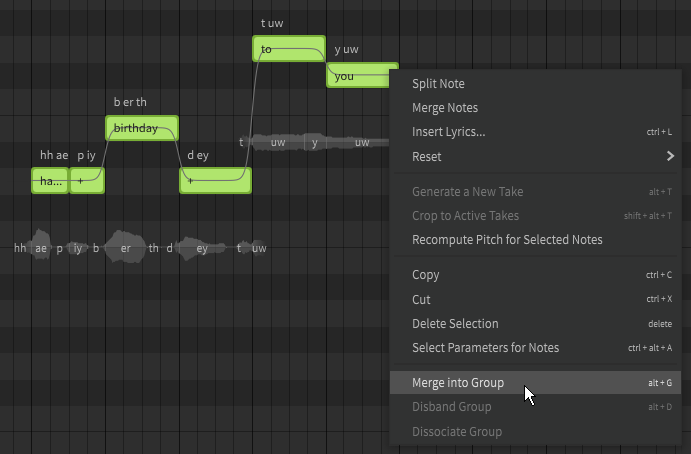 t uw
to
y uw
you
b er th
birthday
hh ae p iy
ha... +
d ey
+
t uw y uw
hh ae p iy b er th d ey t uw
Split Note
Merge Notes
Insert Lyrics... ctrl + L
Reset
Generate a New Take alt + T
Crop to Active Takes shift + alt + T
Recompute Pitch for Selected Notes
Copy ctrl + C
Cut ctrl + X
Delete Selection delete
Select Parameters for Notes ctrl + alt + A
Merge into Group alt + G
Disband Group alt + D
Dissociate Group